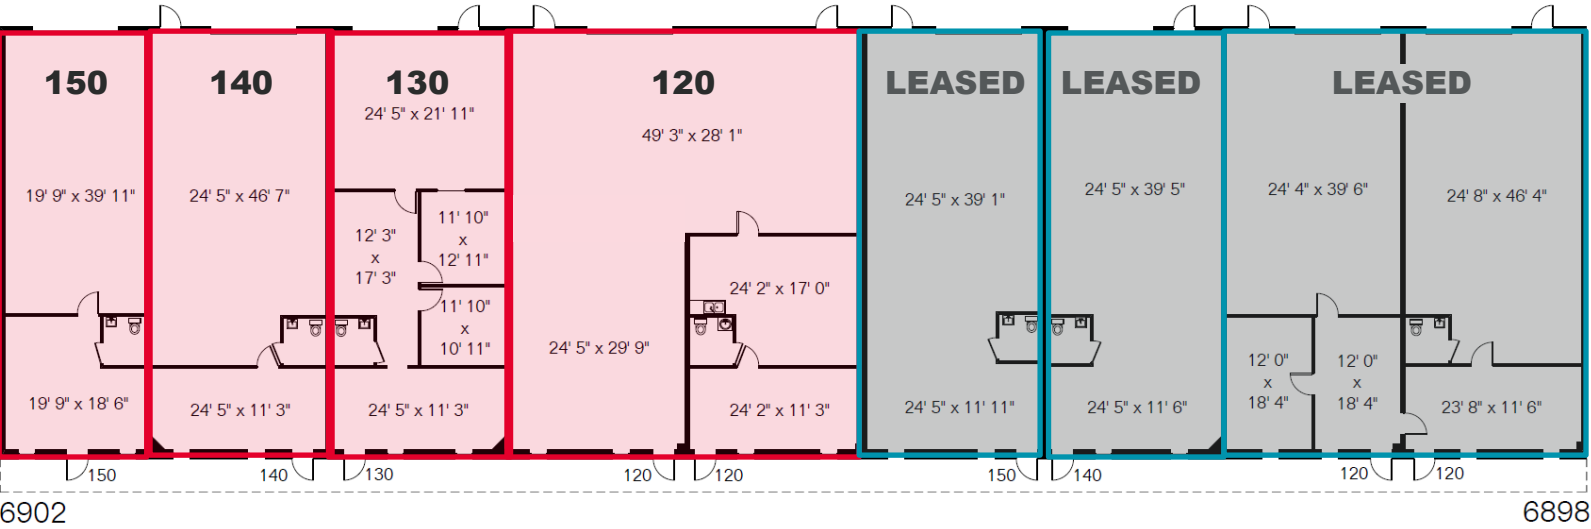 150
140
130
120
LEASED
LEASED
LEASED
24' 5" x 21' 11"
49' 3" x 28' 1"
19' 9" x 39' 11"
24' 5" x 46' 7"
12' 3"
x
17' 3"
11' 10"
x
12' 11"
11' 10"
x
10' 11"
24' 2" x 17' 0"
24' 5" x 29' 9"
24' 5" x 39' 1"
24' 5" x 39' 5"
24' 4" x 39' 6"
24' 8" x 46' 4"
12' 0"
x
18' 4"
12' 0"
x
18' 4"
19' 9" x 18' 6"
24' 5" x 11' 3"
24' 5" x 11' 3"
24' 2" x 11' 3"
24' 5" x 11' 11"
24' 5" x 11' 6"
23' 8" x 11' 6"
150
140
130
120
120
150
140
120
120
6902
6898